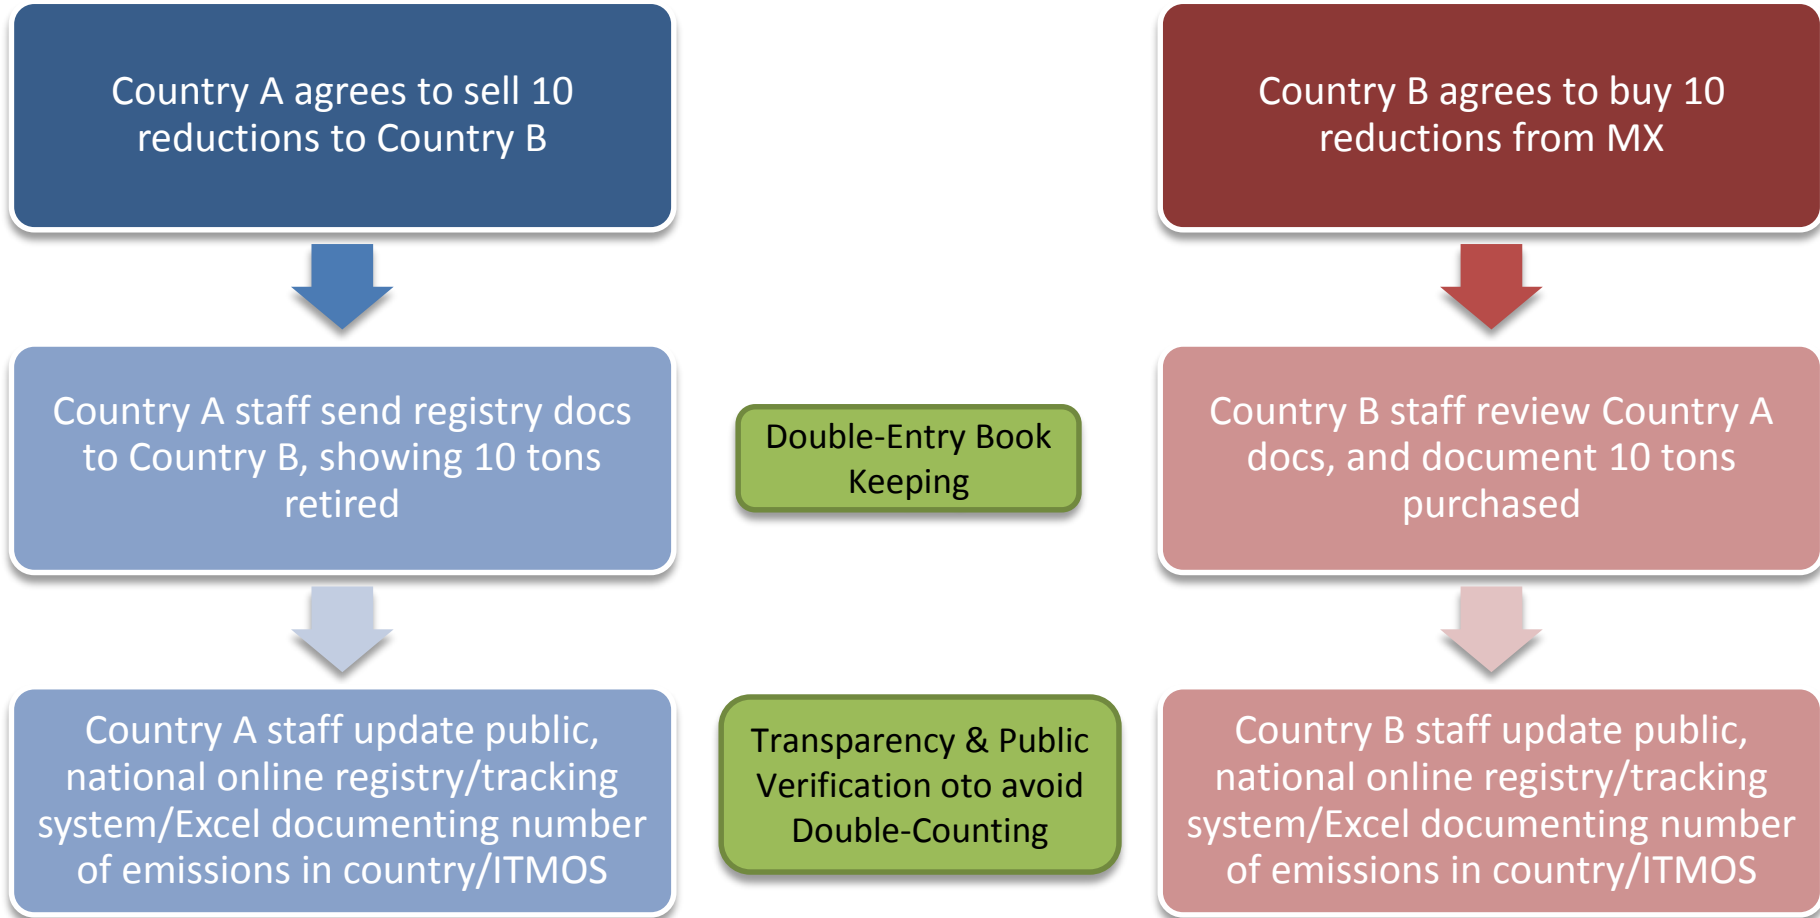 Country A agrees to sell 10
reductions to Country B
Country B agrees to buy 10
reductions from MX
Country A staff send registry docs
to Country B, showing 10 tons
retired
Double-Entry Book
Keeping
Country B staff review Country A
docs, and document 10 tons
purchased
Country A staff update public,
national online registry/tracking
system/Excel documenting number
of emissions in country/ITMOS
Transparency & Public
Verification oto avoid
Double-Counting
Country B staff update public,
national online registry/tracking
system/Excel documenting number
of emissions in country/ITMOS